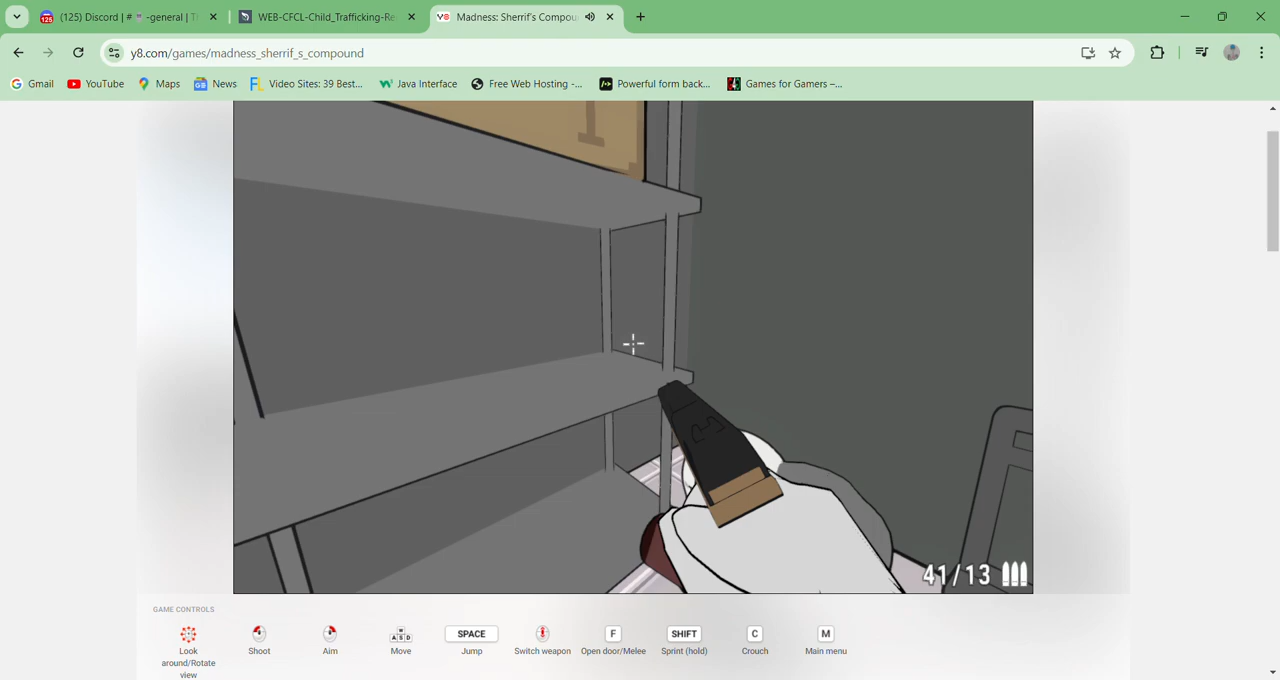 (125) Discord | # -general | Tr
WEB-CFCL-Child_Trafficking-Re
Y8 Madness: Sherrif's Compou
y8.com/games/madness_sherrif_s_compound
Gmail YouTube Maps News Video Sites: 39 Best... Java Interface Free Web Hosting -... Powerful form back... Games for Gamers –...
41/13
GAME CONTROLS
W
A S D
SPACE F SHIFT C M
Look around/Rotate view
Shoot Aim Move Jump Switch weapon Open door/Melee Sprint (hold) Crouch Main menu